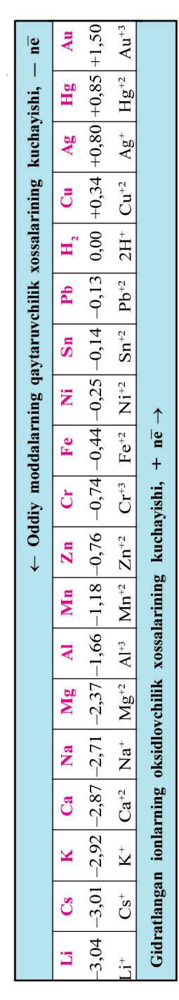 ← Oddiy moddalarning qaytaruvchilik xossalarining kuchayishi, — ne̅
Li Cs K Ca Na Mg Al Mn Zn Cr Fe Ni Sn Pb H₂ Cu Ag Hg Au
−3,04 −3,01 −2,92 −2,87 −2,71 −2,37 −1,66 −1,18 −0,76 −0,74 −0,44 −0,25 −0,14 −0,13 0,00 +0,34 +0,80 +0,85 +1,50
Li⁺ Cs⁺ K⁺ Ca⁺² Na⁺ Mg⁺² Al⁺³ Mn⁺² Zn⁺² Cr⁺³ Fe⁺² Ni⁺² Sn⁺² Pb⁺² 2H⁺ Cu⁺² Ag⁺ Hg⁺² Au⁺³
Gidratlangan ionlarning oksidlovchilik xossalarining kuchayishi, + ne̅ →